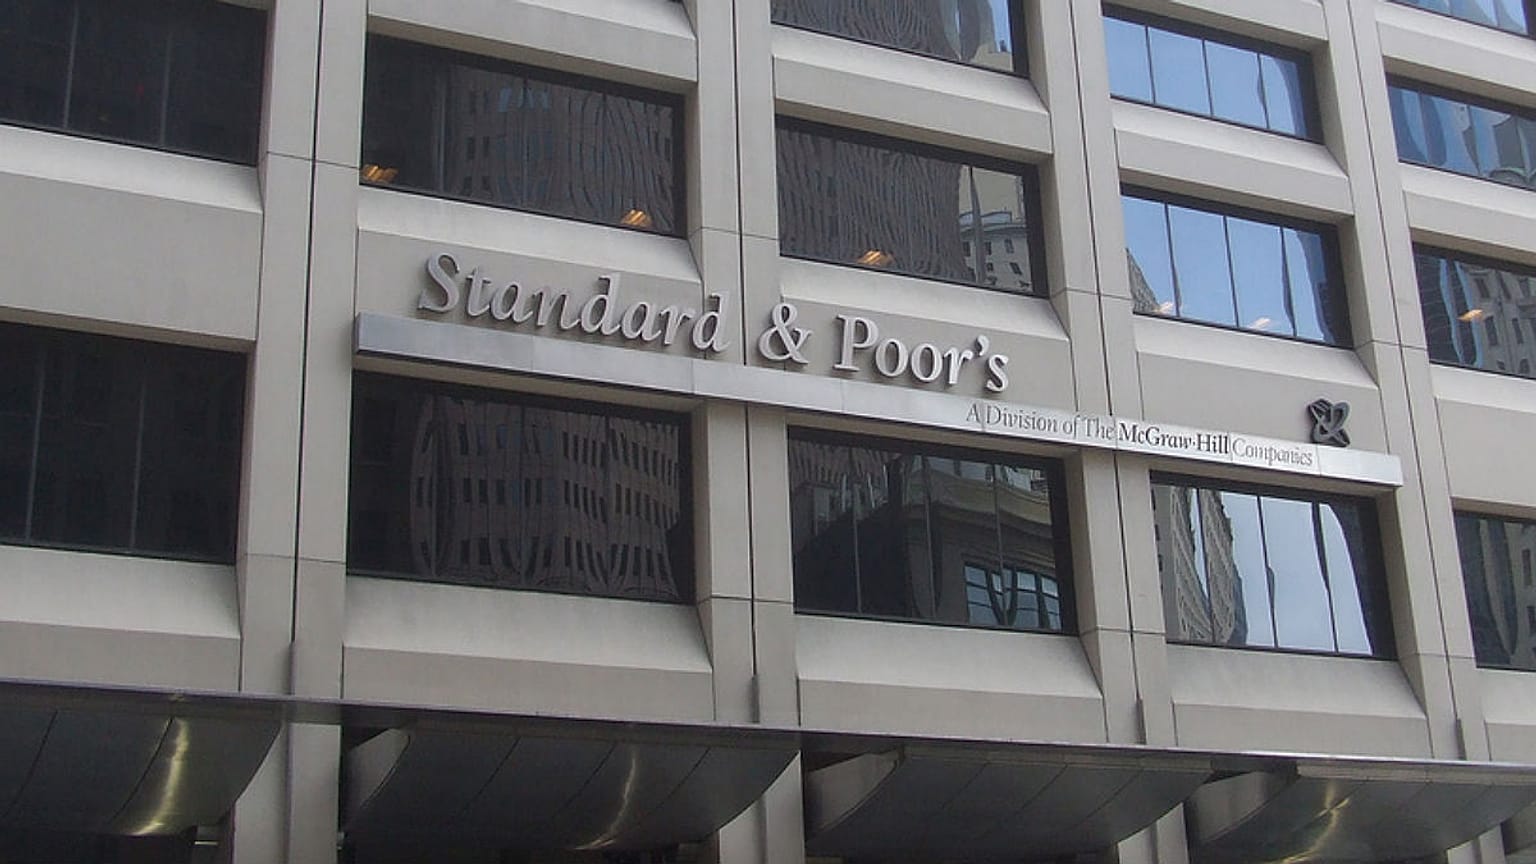 Standard & Poor's
A Division of The McGraw·Hill Companies